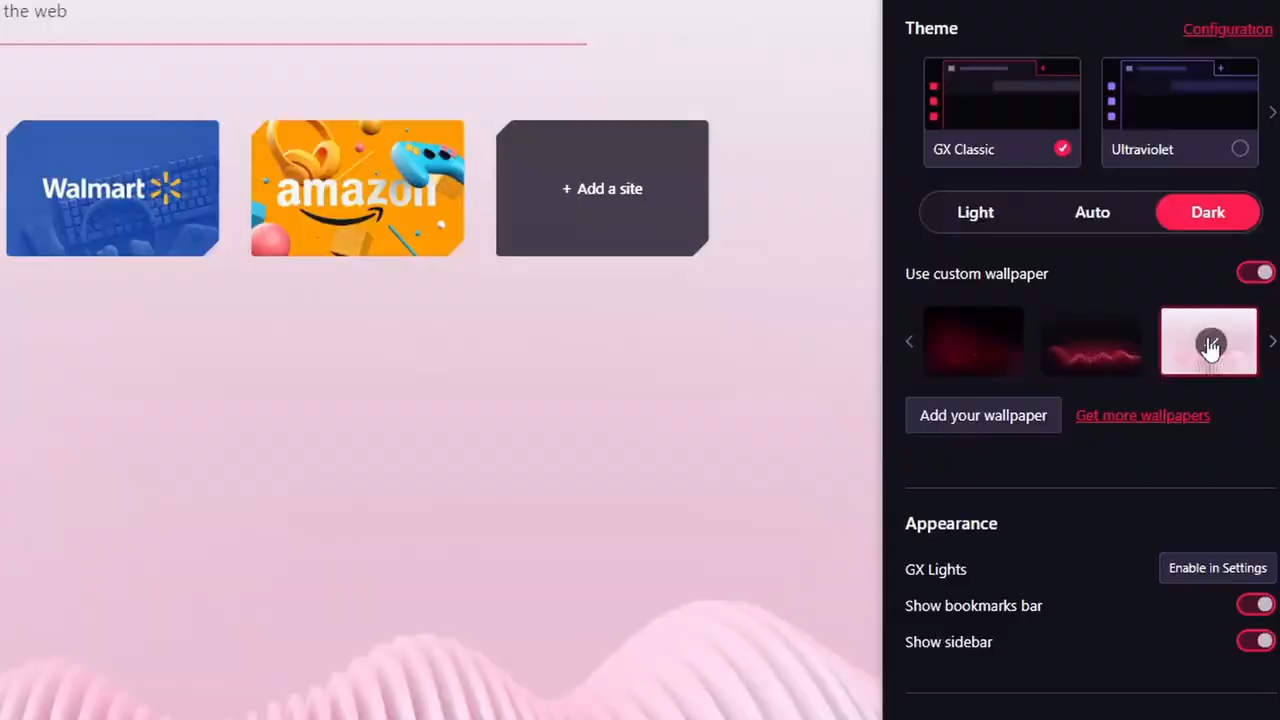 the web
Walmart
amazon
+ Add a site
Theme
Configuration
GX Classic
Ultraviolet
Light
Auto
Dark
Use custom wallpaper
Add your wallpaper
Get more wallpapers
Appearance
GX Lights
Enable in Settings
Show bookmarks bar
Show sidebar